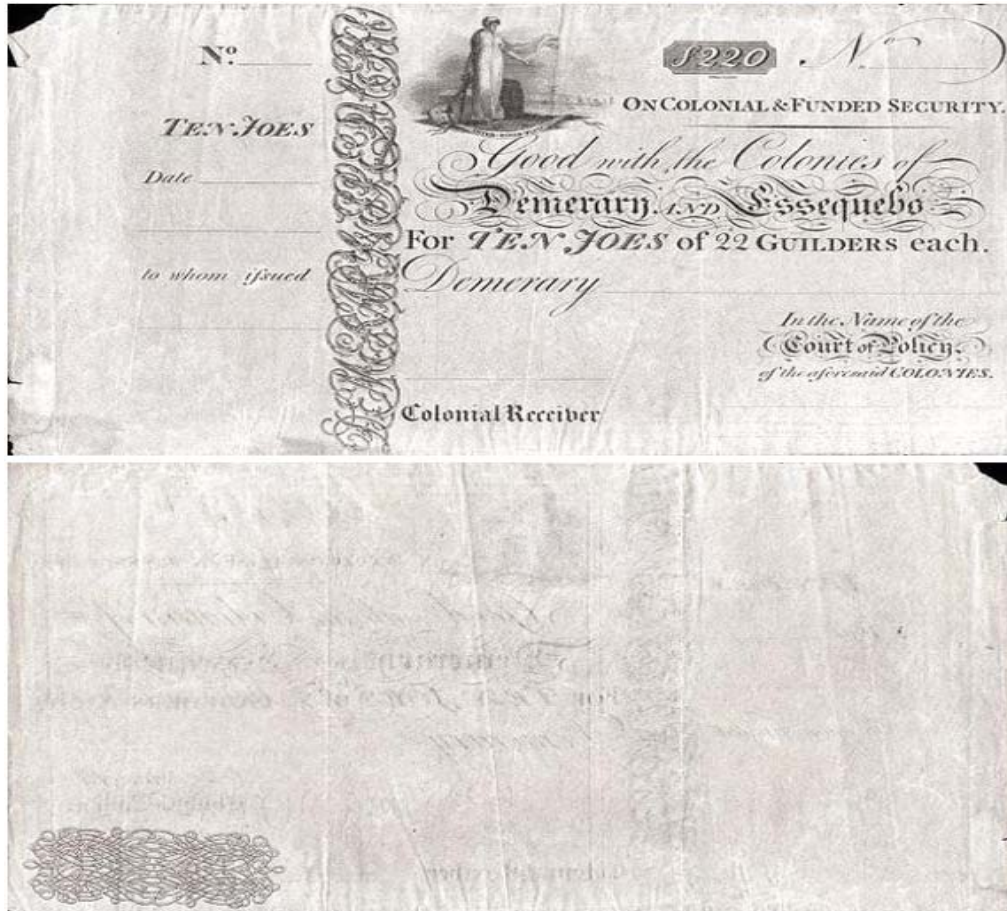 Nº.
TEN JOES
Date
to whom issued
ƒ220
Nº
ON COLONIAL & FUNDED SECURITY.
Good with the Colonies of
Demerary AND Essequebo
For TEN JOES of 22 GUILDERS each.
Demerary
In the Name of the
Court of Policy.
of the aforesaid COLONIES.
Colonial Receiver